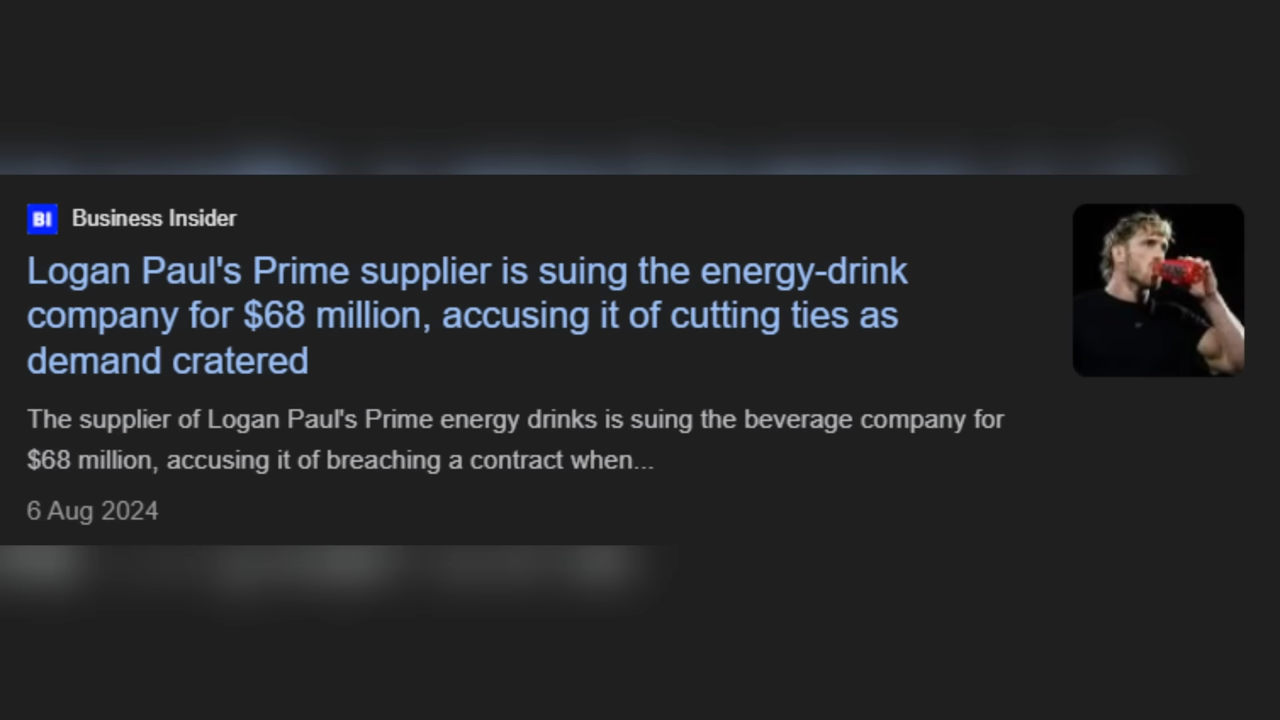 BI Business Insider
Logan Paul's Prime supplier is suing the energy-drink
company for $68 million, accusing it of cutting ties as
demand cratered
The supplier of Logan Paul's Prime energy drinks is suing the beverage company for
$68 million, accusing it of breaching a contract when...
6 Aug 2024